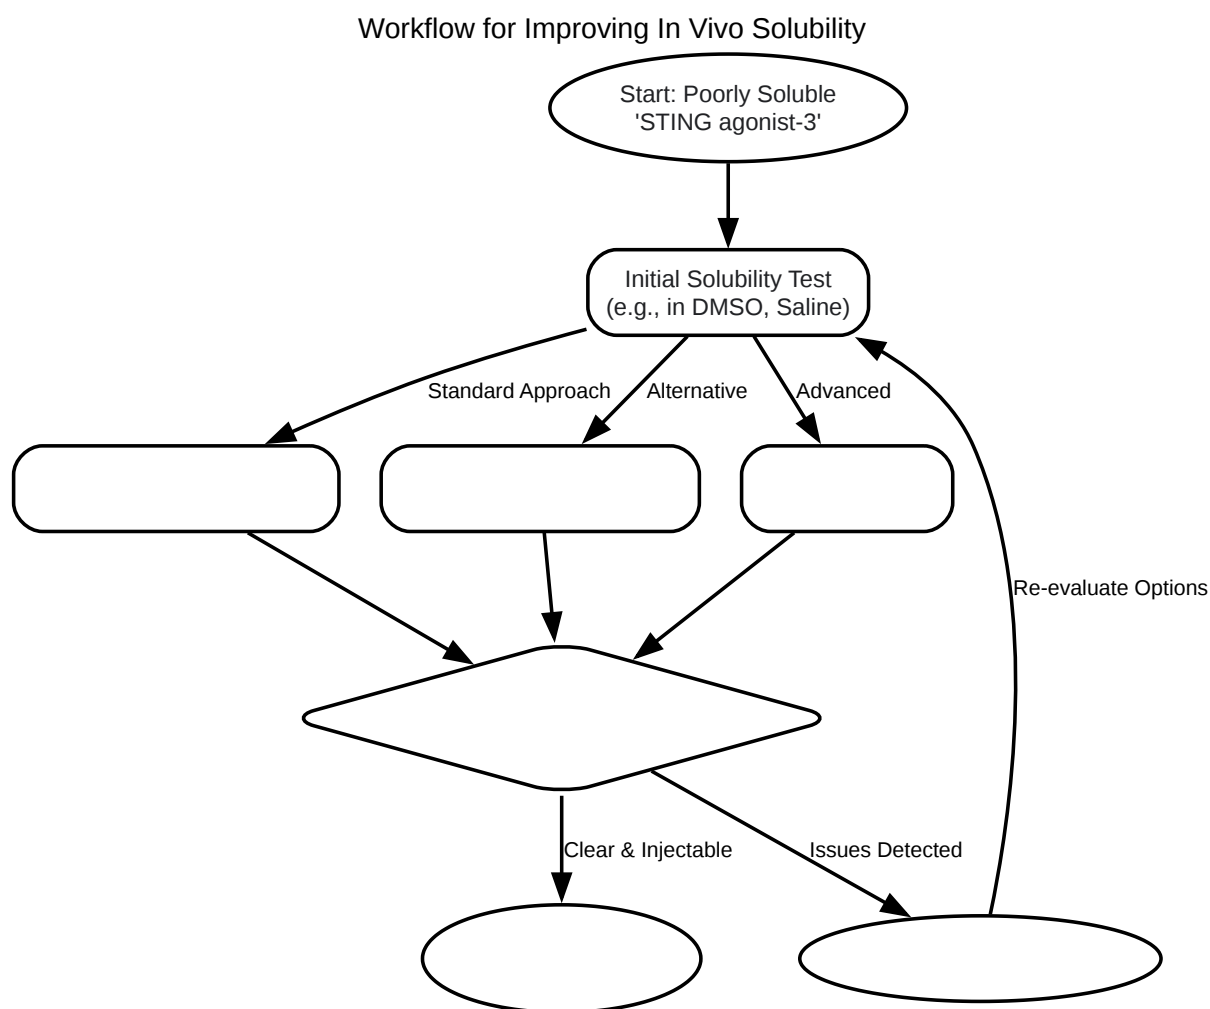 Workflow for Improving In Vivo Solubility
Start: Poorly Soluble
'STING agonist-3'
Initial Solubility Test
(e.g., in DMSO, Saline)
Standard Approach
Alternative
Advanced
Re-evaluate Options
Clear & Injectable
Issues Detected